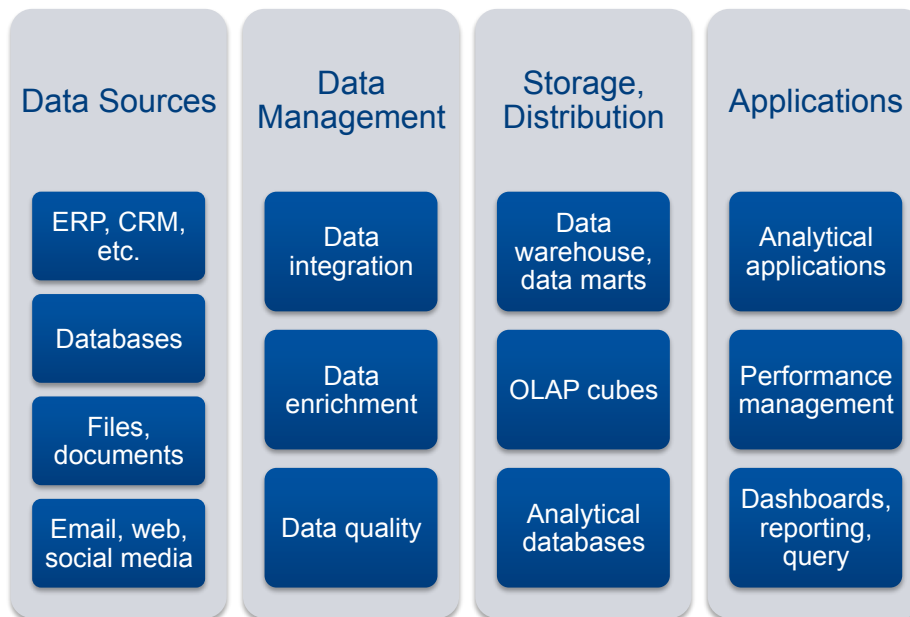 Data Sources
ERP, CRM,
etc.
Databases
Files,
documents
Email, web,
social media
Data
Management
Data
integration
Data
enrichment
Data quality
Storage,
Distribution
Data
warehouse,
data marts
OLAP cubes
Analytical
databases
Applications
Analytical
applications
Performance
management
Dashboards,
reporting,
query